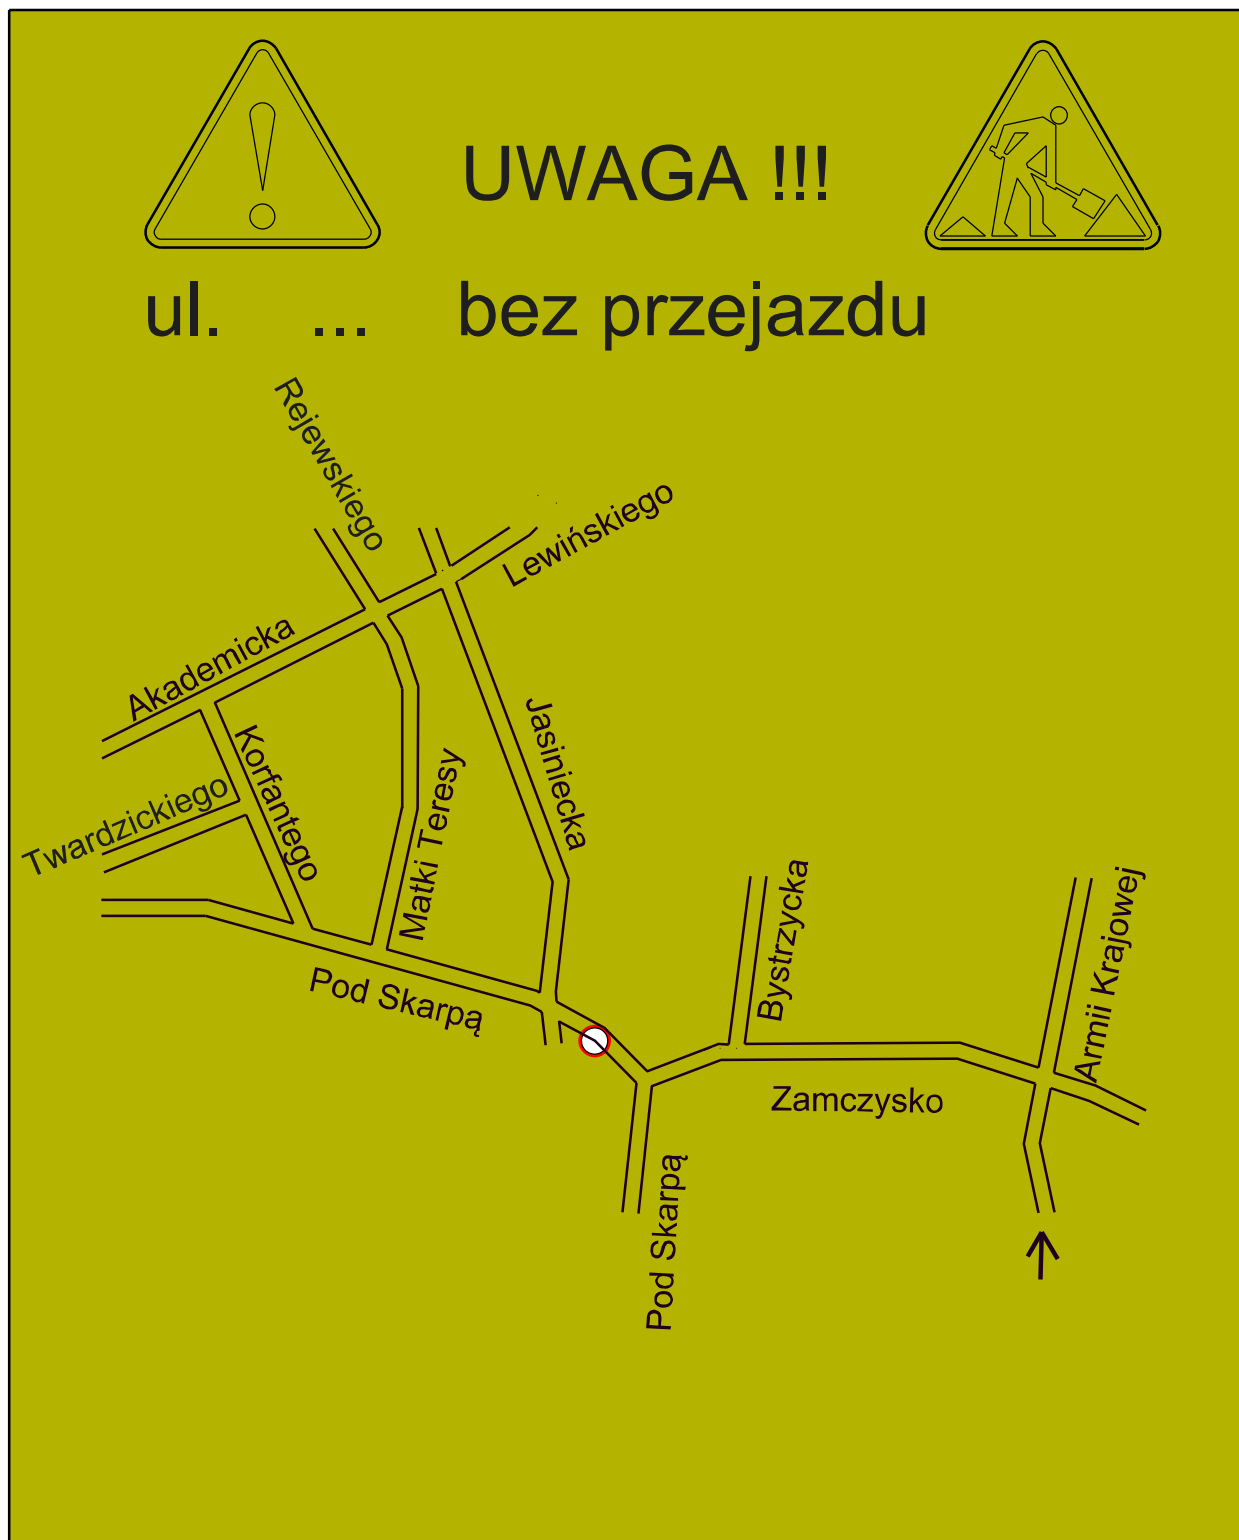 UWAGA !!!
ul. ... bez przejazdu
Rejewskiego
Lewińskiego
Akademicka
Jasiniecka
Korfantego
Matki Teresy
Twardzickiego
Bystrzycka
Armii Krajowej
Pod Skarpą
Zamczysko
Pod Skarpą